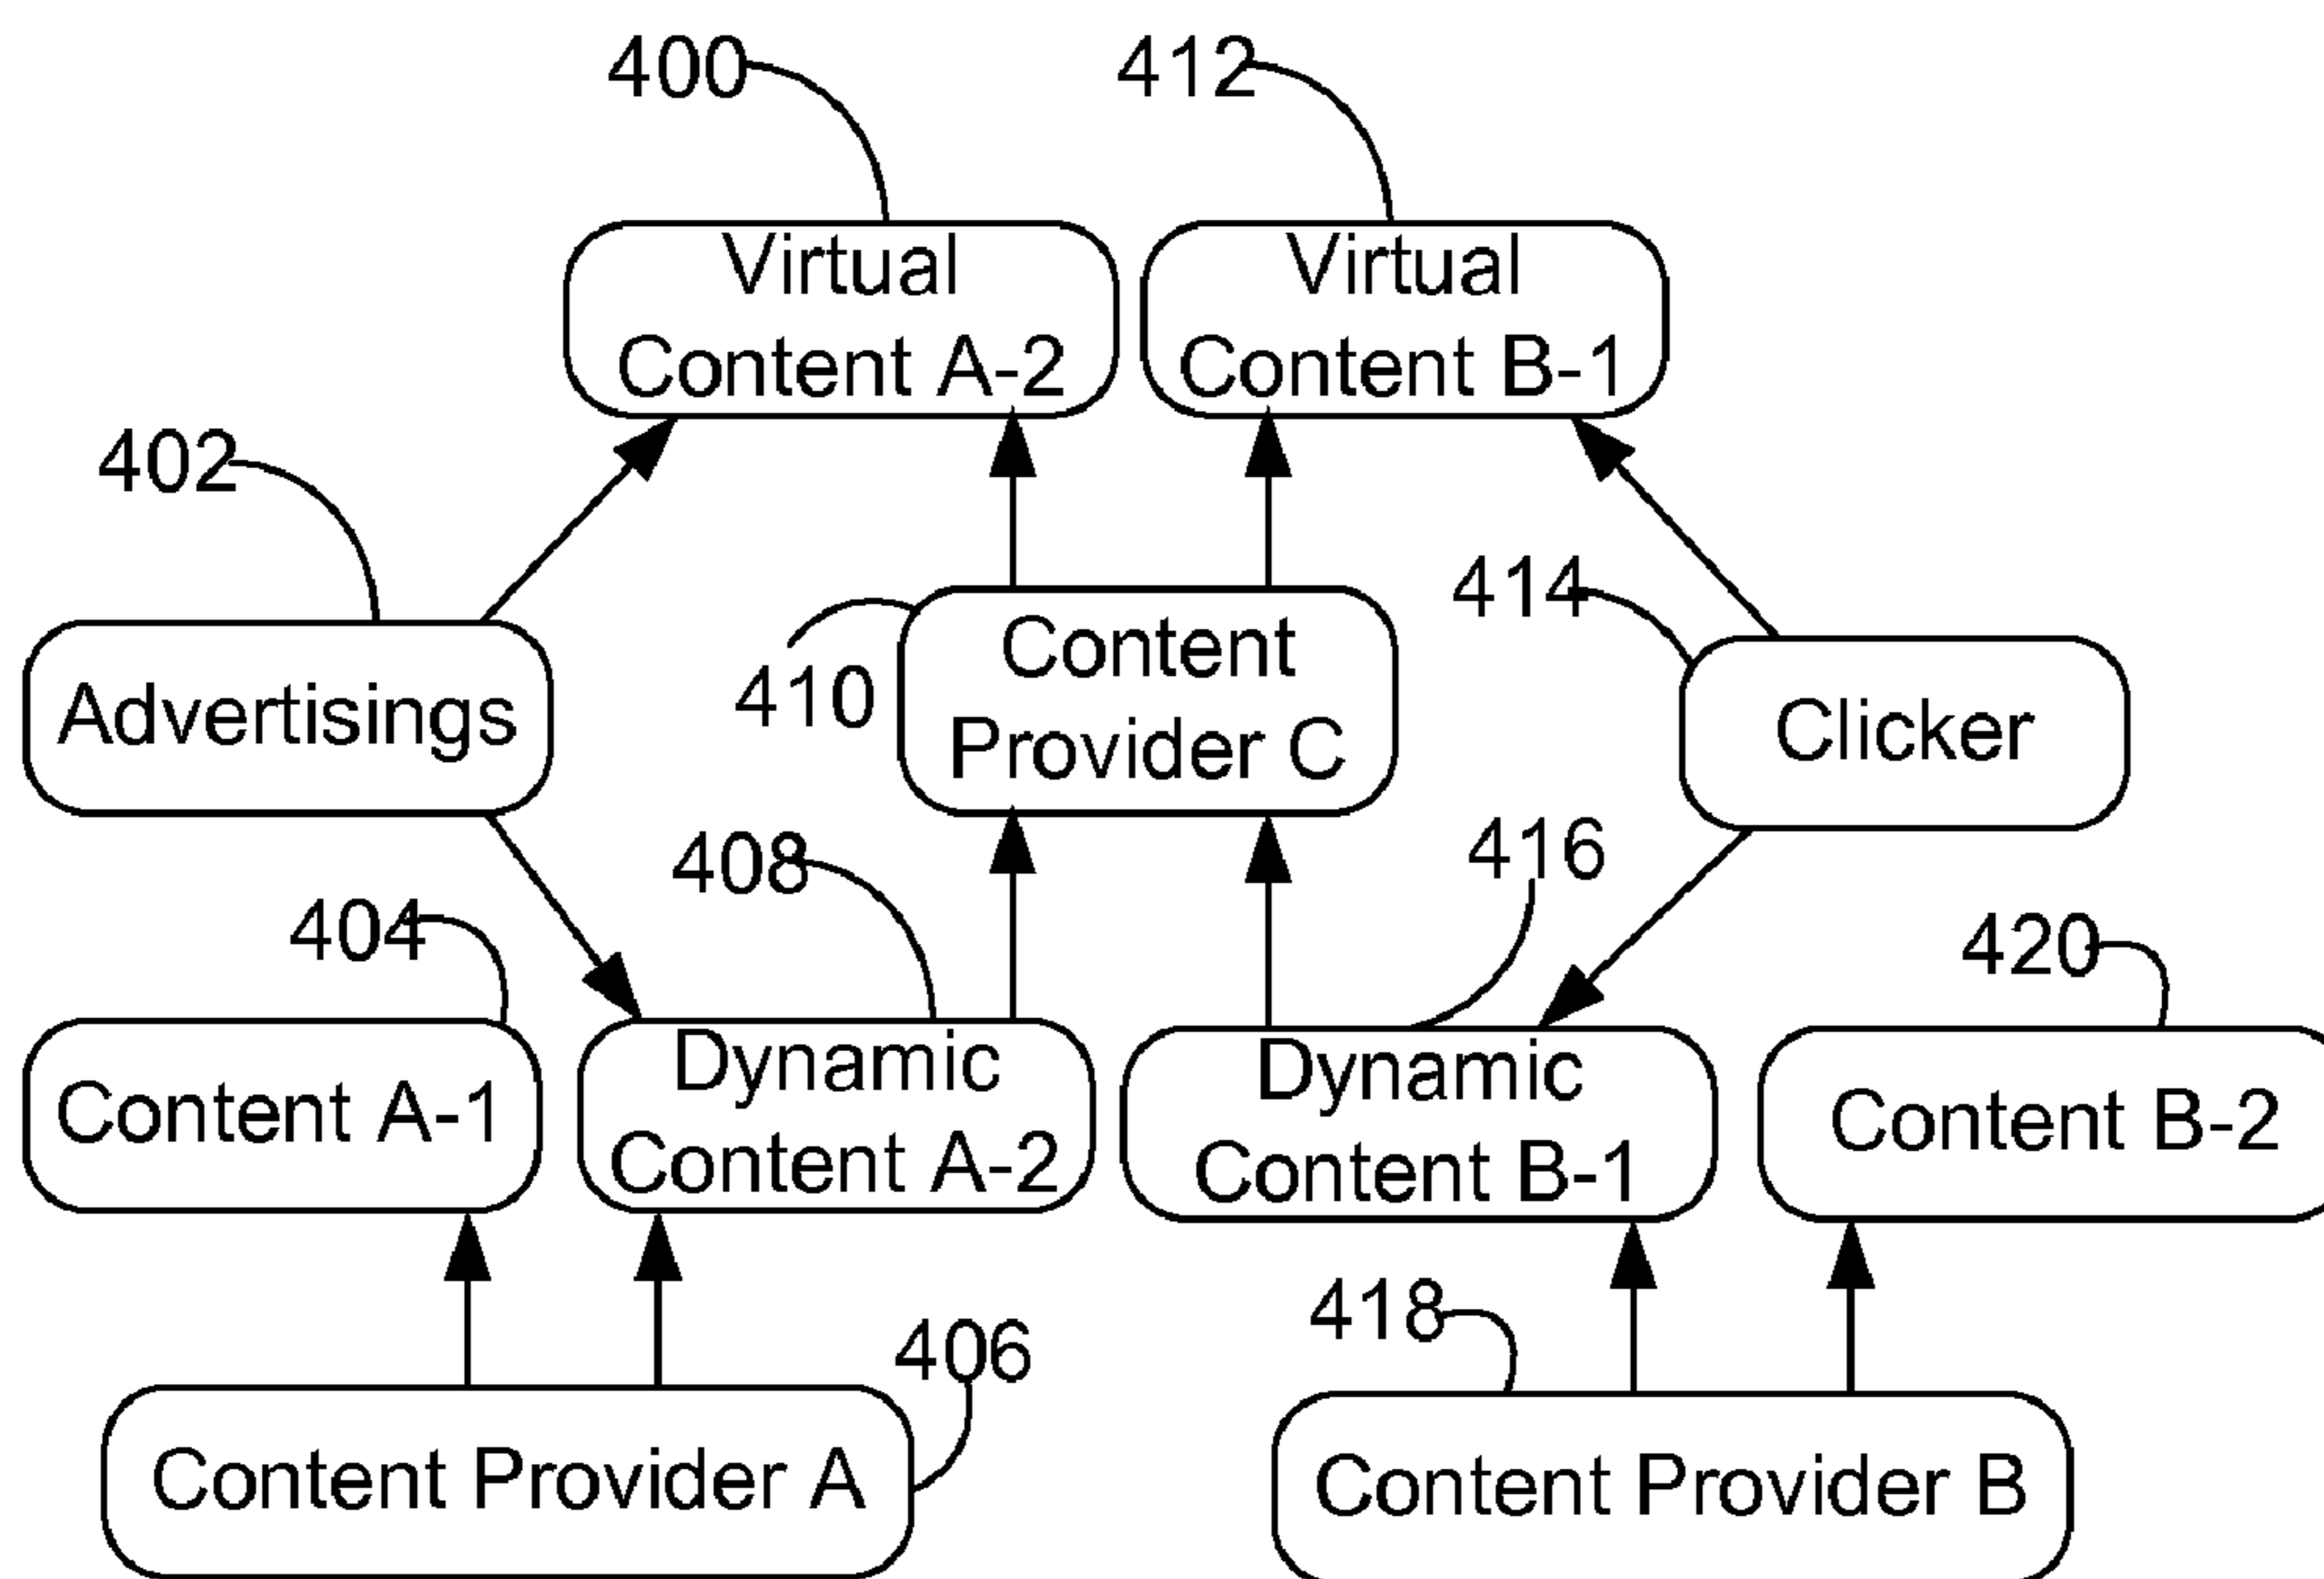 400
412
Virtual
Content A-2
Virtual
Content B-1
402
414
Advertisings
410
Content
Provider C
Clicker
408
416
404
420
Content A-1
Dynamic
Content A-2
Dynamic
Content B-1
Content B-2
406
418
Content Provider A
Content Provider B